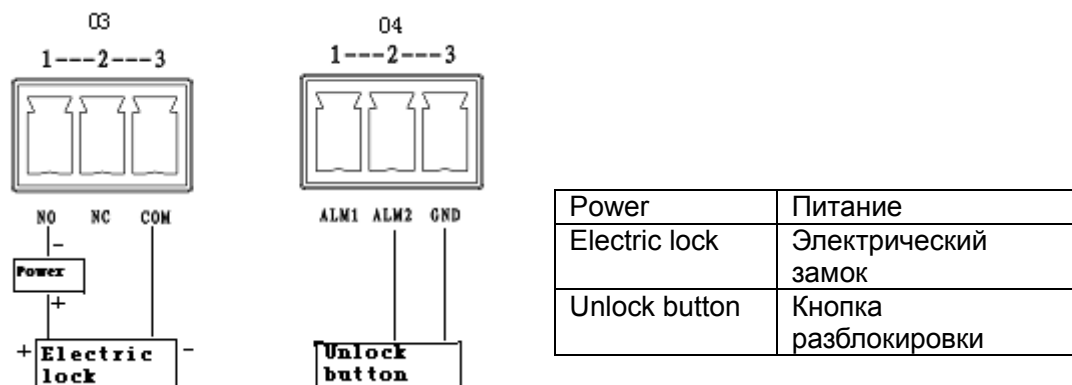 03
1---2---3
NO NC COM
-
Power
+
+ Electric -
lock
04
1---2---3
ALM1 ALM2 GND
Unlock
button
Power Питание
Electric lock Электрический
замок
Unlock button Кнопка
разблокировки